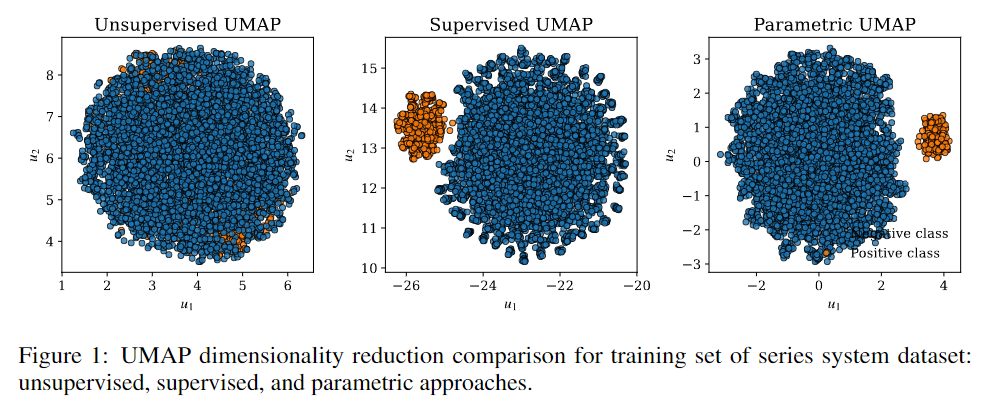 Unsupervised UMAP
Supervised UMAP
Parametric UMAP
8
7
6
5
4
u2
1
2
3
4
5
6
u1
15
14
13
12
11
10
u2
−26
−24
−22
−20
u1
3
2
1
0
−1
−2
−3
u2
−2
0
2
4
u1
Negative class
Positive class
Figure 1: UMAP dimensionality reduction comparison for training set of series system dataset:
unsupervised, supervised, and parametric approaches.